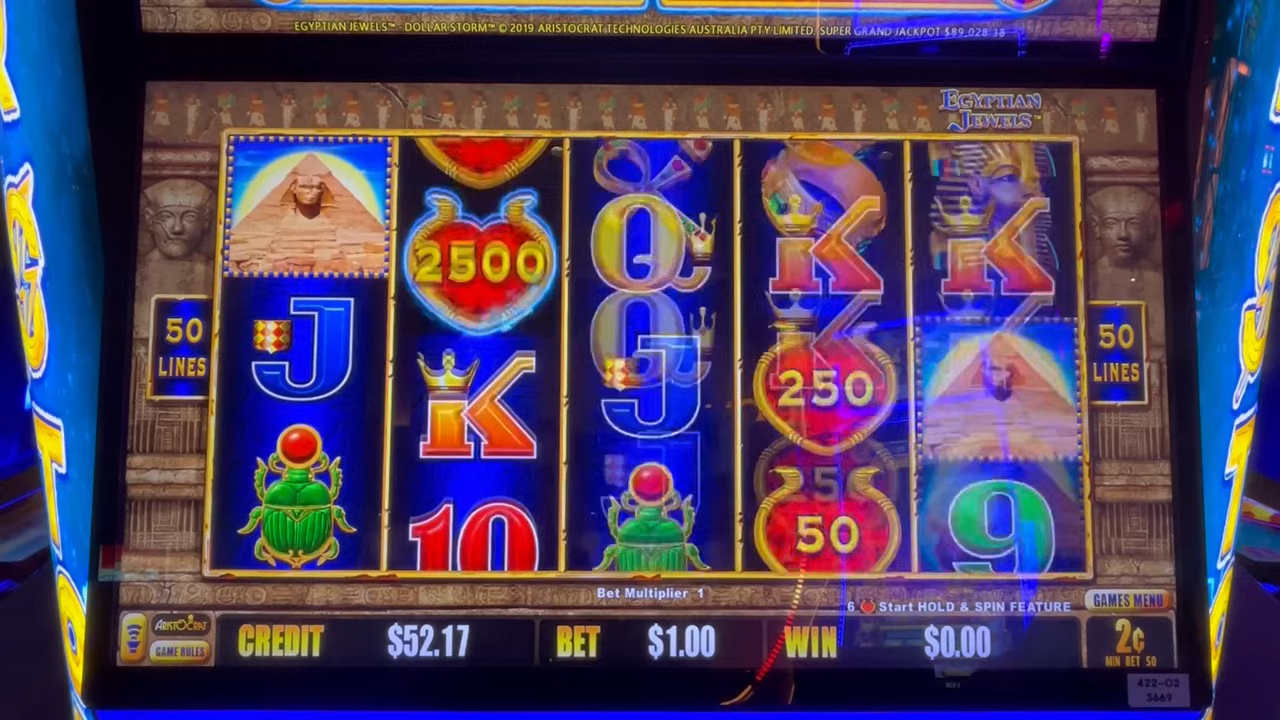 EGYPTIAN JEWELS™ · DOLLAR STORM™ © 2019 ARISTOCRAT TECHNOLOGIES AUSTRALIA PTY LIMITED. SUPER GRAND JACKPOT $89,028.38
EGYPTIAN
JEWELS™
2500
Q
K
K
50
LINES
J
K
Q
J
250
50
LINES
10
50
9
Bet Multiplier 1
6 Start HOLD & SPIN FEATURE
GAMES MENU
ARISTOCRAT
GAME RULES
CREDIT $52.17
BET $1.00
WIN $0.00
2¢
MIN BET 50
422-02
3669